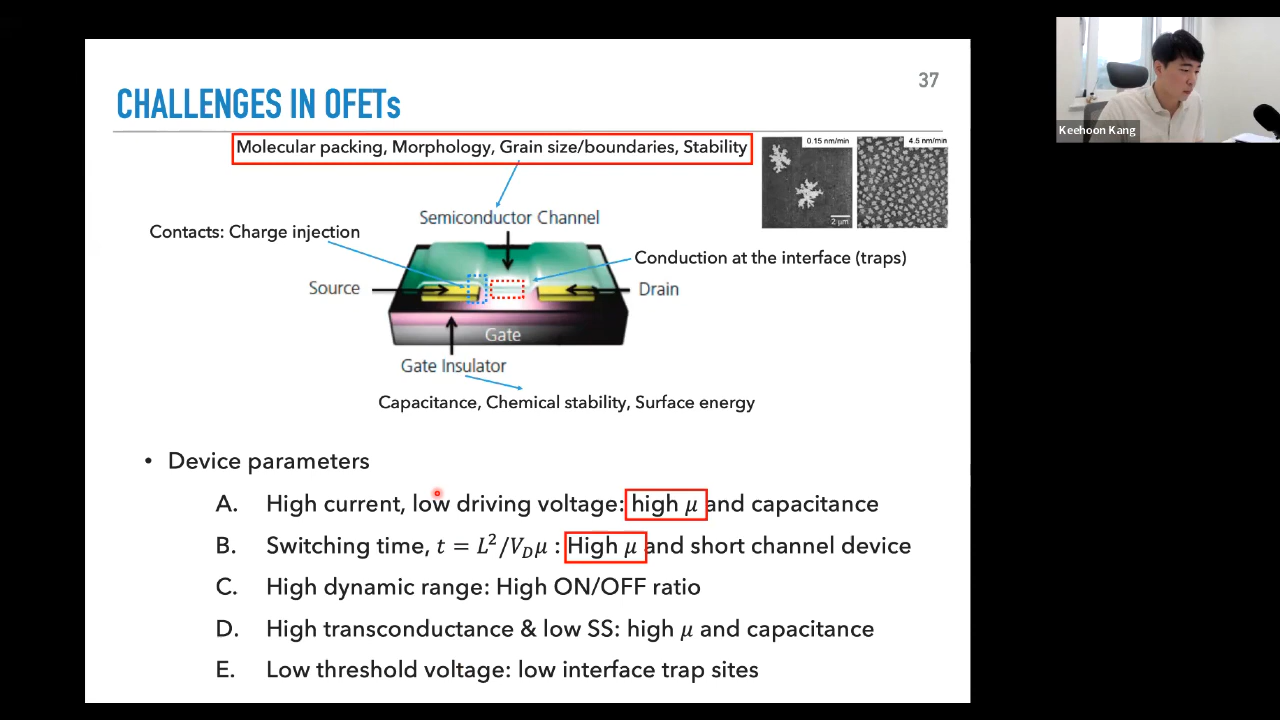 37
CHALLENGES IN OFETs
Molecular packing, Morphology, Grain size/boundaries, Stability
0.15 nm/min
4.5 nm/min
2 μm
Semiconductor Channel
Contacts: Charge injection
Conduction at the interface (traps)
Source
Drain
Gate
Gate Insulator
Capacitance, Chemical stability, Surface energy
• Device parameters
A. High current, low driving voltage: high μ and capacitance
B. Switching time, t = L²/V_Dμ : High μ and short channel device
C. High dynamic range: High ON/OFF ratio
D. High transconductance & low SS: high μ and capacitance
E. Low threshold voltage: low interface trap sites
Keehoon Kang